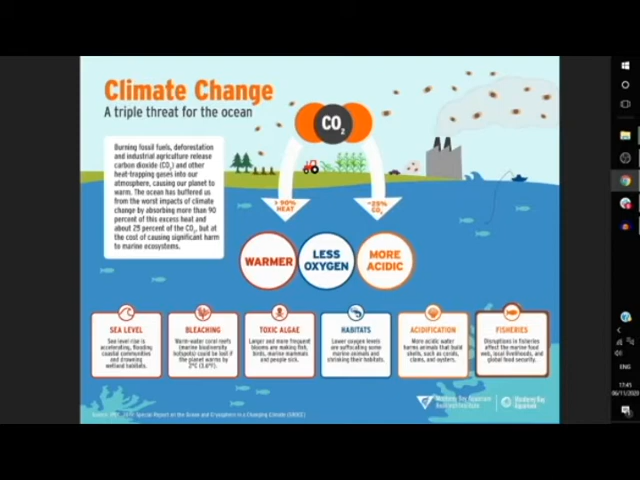 Climate Change
A triple threat for the ocean
CO2
Burning fossil fuels, deforestation
and industrial agriculture release
carbon dioxide (CO2) and other
heat-trapping gases into our
atmosphere, causing our planet to
warm. The ocean has buffered us
from the worst impacts of climate
change by absorbing more than 90
percent of this excess heat and
about 25 percent of the CO2, but at
the cost of causing significant harm
to marine ecosystems.
> 90%
HEAT
~25%
CO2
WARMER
LESS
OXYGEN
MORE
ACIDIC
SEA LEVEL
Sea level rise is
accelerating, flooding
coastal communities
and drowning
wetland habitats.
BLEACHING
Warm-water coral reefs
(marine biodiversity
hotspots) could be lost if
the planet warms by
2°C (3.6°F).
TOXIC ALGAE
Larger and more frequent
blooms are making fish,
birds, marine mammals
and people sick.
HABITATS
Lower oxygen levels
are suffocating some
marine animals and
shrinking their habitats.
ACIDIFICATION
More acidic water
harms animals that build
shells, such as corals,
clams, and oysters.
FISHERIES
Disruptions in fisheries
affect the marine food
web, local livelihoods, and
global food security.
Special Report on the Ocean and Cryosphere in a Changing Climate (SROCC)
Monterey Bay
Aquarium
ENG
17:45
06/11/2020